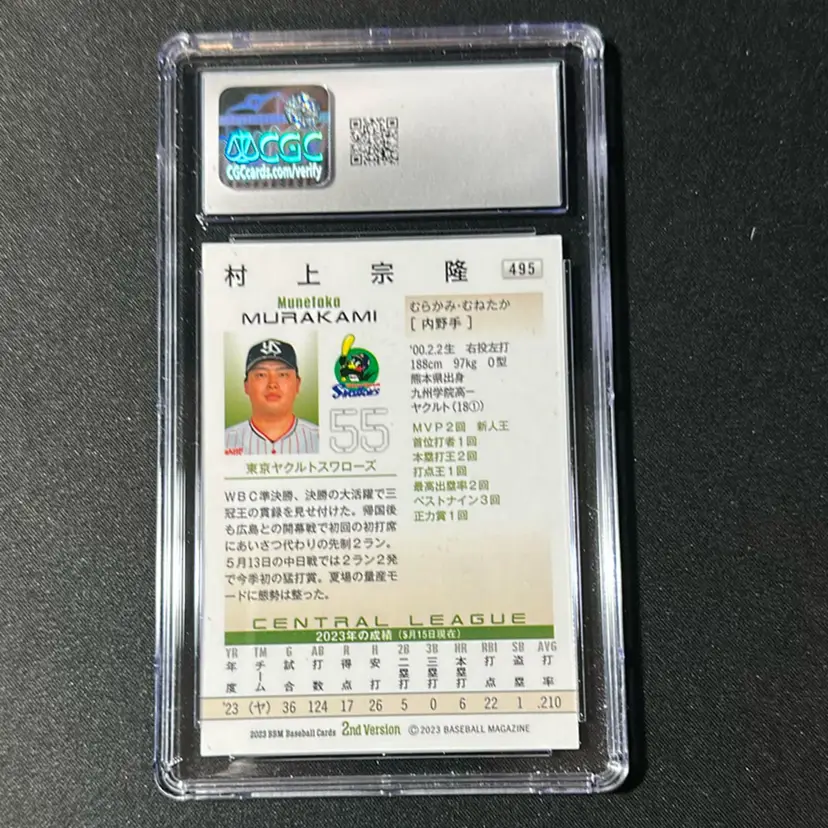 CGC
CGCcards.com/verify
村上宗隆
495
Munetaka
MURAKAMI
むらかみ・むねたか
[ 内野手 ]
'00.2.2生 右投左打
188cm 97kg O型
熊本県出身
九州学院高―
ヤクルト(18①)
Swallows
55
東京ヤクルトスワローズ
MVP2回 新人王
首位打者1回
本塁打王2回
打点王1回
最高出塁率2回
ベストナイン3回
正力賞1回
WBC準決勝、決勝の大活躍で三
冠王の貫録を見せ付けた。帰国後
も広島との開幕戦で初回の初打席
にあいさつ代わりの先制2ラン。
5月13日の中日戦では2ラン2発
で今季初の猛打賞。夏場の量産モ
ードに態勢は整った。
CENTRAL LEAGUE
2023年の成績(5月15日現在)
YR TM G AB R H 2B 3B HR RBI SB AVG
年度 チーム 試合 打数 得点 安打 二塁打 三塁打 本塁打 打点 盗塁 打率
'23 (ヤ) 36 124 17 26 5 0 6 22 1 .210
2023 BBM Baseball Cards 2nd Version ©2023 BASEBALL MAGAZINE